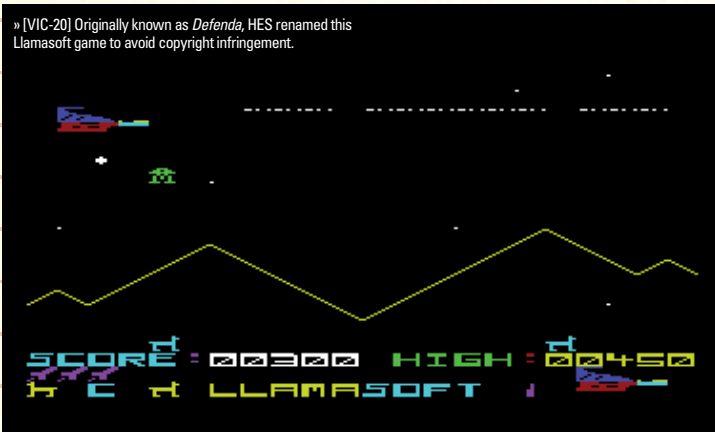 » [VIC-20] Originally known as Defenda, HES renamed this
Llamasoft game to avoid copyright infringement.
SCORE:00300 HIGH:00450
C LLAMASOFT